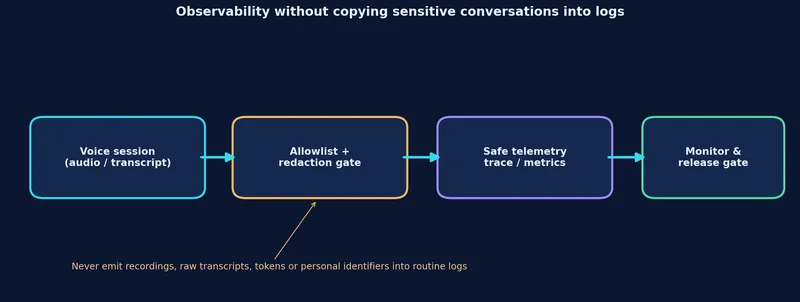 Observability without copying sensitive conversations into logs
Voice session
(audio / transcript)
Allowlist +
redaction gate
Safe telemetry
trace / metrics
Monitor &
release gate
Never emit recordings, raw transcripts, tokens or personal identifiers into routine logs